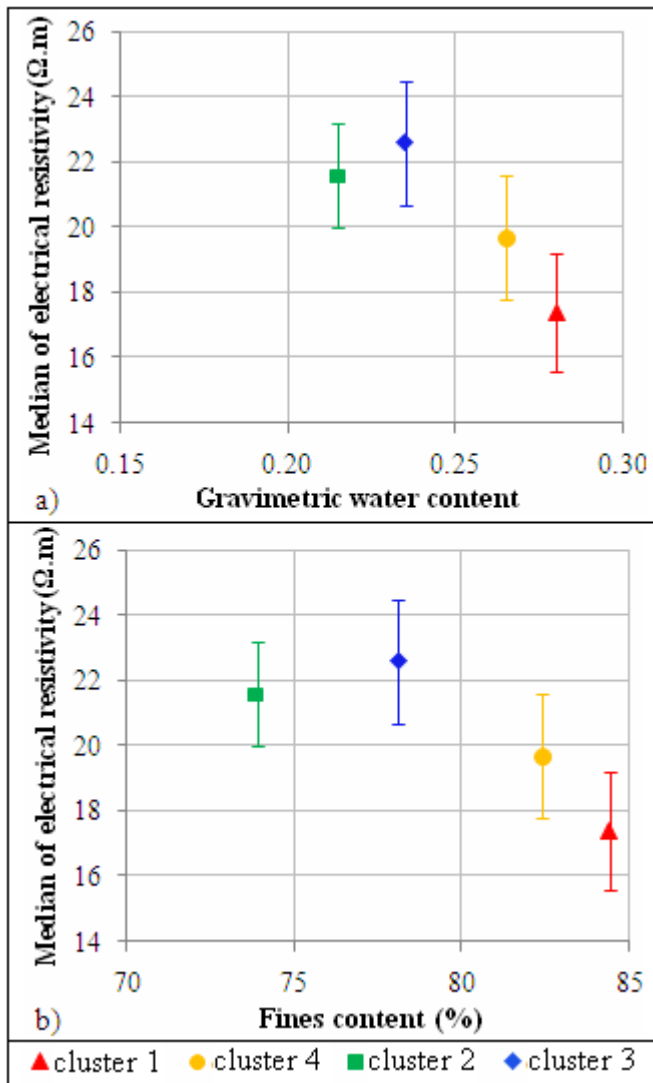 Median of electrical resistivity (Ω.m)
26
24
22
20
18
16
14
0.15 0.20 0.25 0.30
a) Gravimetric water content
Median of electrical resistivity (Ω.m)
26
24
22
20
18
16
14
70 75 80 85
b) Fines content (%)
cluster 1 cluster 4 cluster 2 cluster 3